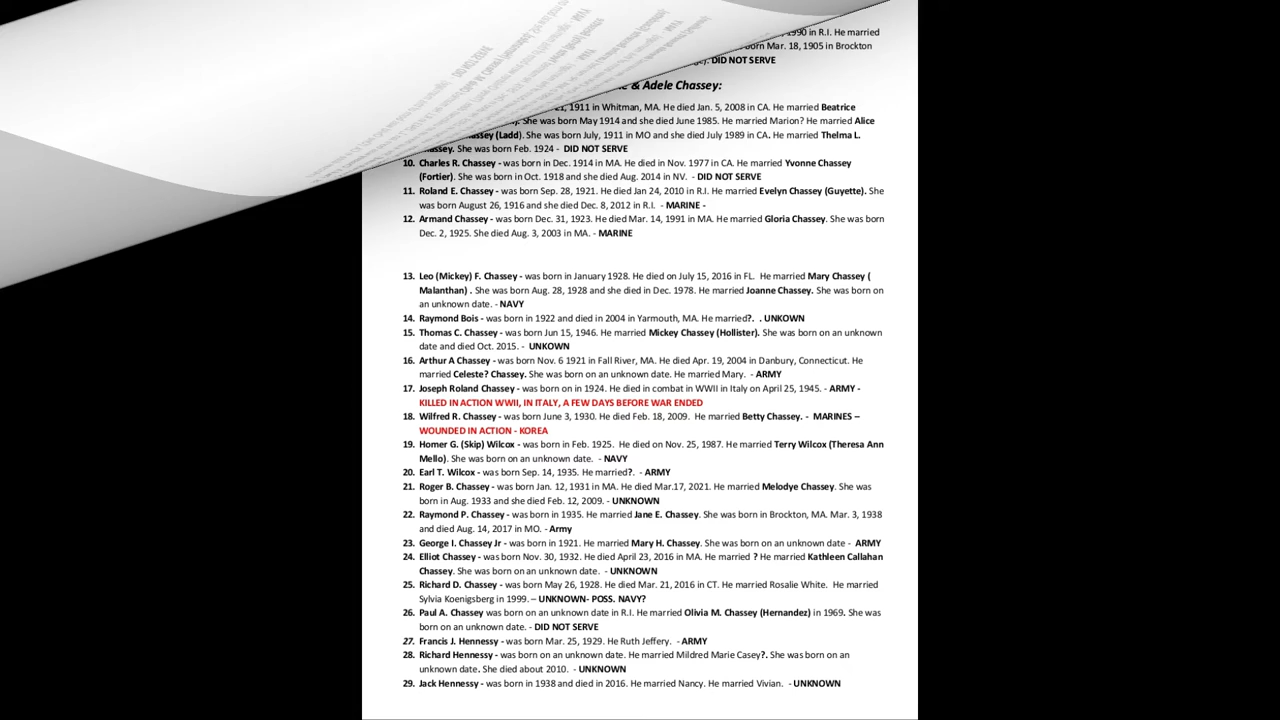 1990 in R.I. He married
born Mar. 18, 1905 in Brockton
DID NOT SERVE
& Adele Chassey:
1911 in Whitman, MA. He died Jan. 5, 2008 in CA. He married Beatrice
She was born May 1914 and she died June 1985. He married Marion? He married Alice
(Ladd). She was born July, 1911 in MO and she died July 1989 in CA. He married Thelma L.
She was born Feb. 1924 - DID NOT SERVE
10. Charles R. Chassey - was born in Dec. 1914 in MA. He died in Nov. 1977 in CA. He married Yvonne Chassey
(Fortier). She was born in Oct. 1918 and she died Aug. 2014 in NV. - DID NOT SERVE
11. Roland E. Chassey - was born Sep. 28, 1921. He died Jan 24, 2010 in R.I. He married Evelyn Chassey (Guyette). She
was born August 26, 1916 and she died Dec. 8, 2012 in R.I. - MARINE -
12. Armand Chassey - was born Dec. 31, 1923. He died Mar. 14, 1991 in MA. He married Gloria Chassey. She was born
Dec. 2, 1925. She died Aug. 3, 2003 in MA. - MARINE
13. Leo (Mickey) F. Chassey - was born in January 1928. He died on July 15, 2016 in FL. He married Mary Chassey (
Malanthan) . She was born Aug. 28, 1928 and she died in Dec. 1978. He married Joanne Chassey. She was born on
an unknown date. - NAVY
14. Raymond Bois - was born in 1922 and died in 2004 in Yarmouth, MA. He married?. . UNKOWN
15. Thomas C. Chassey - was born Jun 15, 1946. He married Mickey Chassey (Hollister). She was born on an unknown
date and died Oct. 2015. - UNKOWN
16. Arthur A Chassey - was born Nov. 6 1921 in Fall River, MA. He died Apr. 19, 2004 in Danbury, Connecticut. He
married Celeste? Chassey. She was born on an unknown date. He married Mary. - ARMY
17. Joseph Roland Chassey - was born on in 1924. He died in combat in WWII in Italy on April 25, 1945. - ARMY -
KILLED IN ACTION WWII, IN ITALY, A FEW DAYS BEFORE WAR ENDED
18. Wilfred R. Chassey - was born June 3, 1930. He died Feb. 18, 2009. He married Betty Chassey. - MARINES –
WOUNDED IN ACTION - KOREA
19. Homer G. (Skip) Wilcox - was born in Feb. 1925. He died on Nov. 25, 1987. He married Terry Wilcox (Theresa Ann
Mello). She was born on an unknown date. - NAVY
20. Earl T. Wilcox - was born Sep. 14, 1935. He married?. - ARMY
21. Roger B. Chassey - was born Jan. 12, 1931 in MA. He died Mar.17, 2021. He married Melodye Chassey. She was
born in Aug. 1933 and she died Feb. 12, 2009. - UNKNOWN
22. Raymond P. Chassey - was born in 1935. He married Jane E. Chassey. She was born in Brockton, MA. Mar. 3, 1938
and died Aug. 14, 2017 in MO. - Army
23. George I. Chassey Jr - was born in 1921. He married Mary H. Chassey. She was born on an unknown date - ARMY
24. Elliot Chassey - was born Nov. 30, 1932. He died April 23, 2016 in MA. He married ? He married Kathleen Callahan
Chassey. She was born on an unknown date. - UNKNOWN
25. Richard D. Chassey - was born May 26, 1928. He died Mar. 21, 2016 in CT. He married Rosalie White. He married
Sylvia Koenigsberg in 1999. – UNKNOWN- POSS. NAVY?
26. Paul A. Chassey was born on an unknown date in R.I. He married Olivia M. Chassey (Hernandez) in 1969. She was
born on an unknown date. - DID NOT SERVE
27. Francis J. Hennessy - was born Mar. 25, 1929. He Ruth Jeffery. - ARMY
28. Richard Hennessy - was born on an unknown date. He married Mildred Marie Casey?. She was born on an
unknown date. She died about 2010. - UNKNOWN
29. Jack Hennessy - was born in 1938 and died in 2016. He married Nancy. He married Vivian. - UNKNOWN